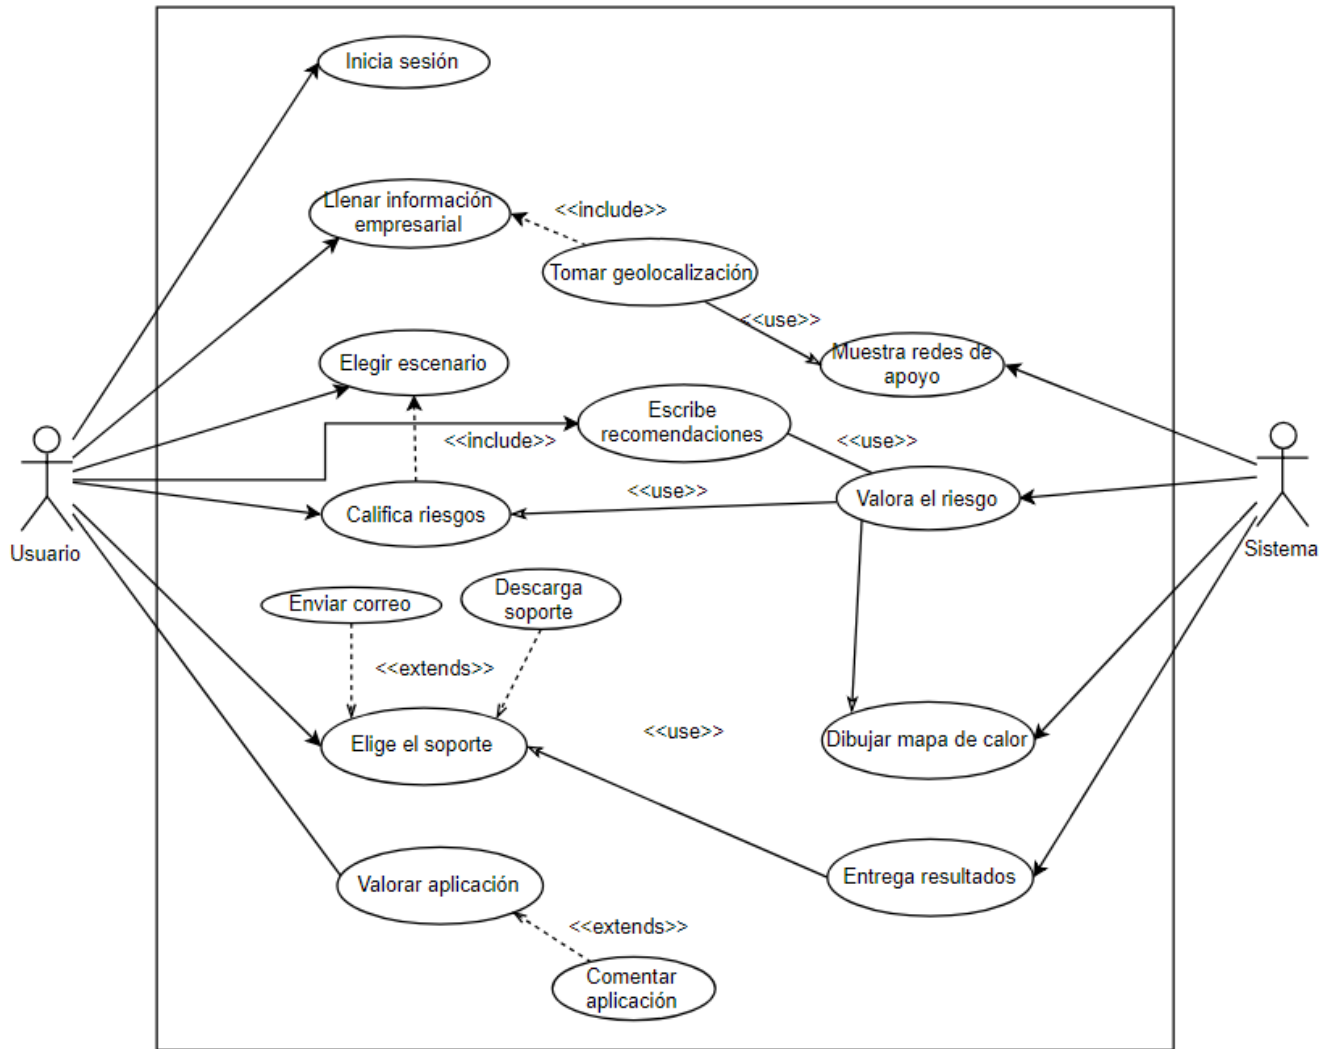 Inicia sesión
Llenar información
empresarial
<<include>>
Tomar geolocalización
<<use>>
Muestra redes de
apoyo
Elegir escenario
Escribe
recomendaciones
<<include>>
<<use>>
Califica riesgos
<<use>>
Valora el riesgo
Usuario
Sistema
Enviar correo
Descarga
soporte
<<extends>>
Elige el soporte
<<use>>
Dibujar mapa de calor
Valorar aplicación
Entrega resultados
<<extends>>
Comentar
aplicación